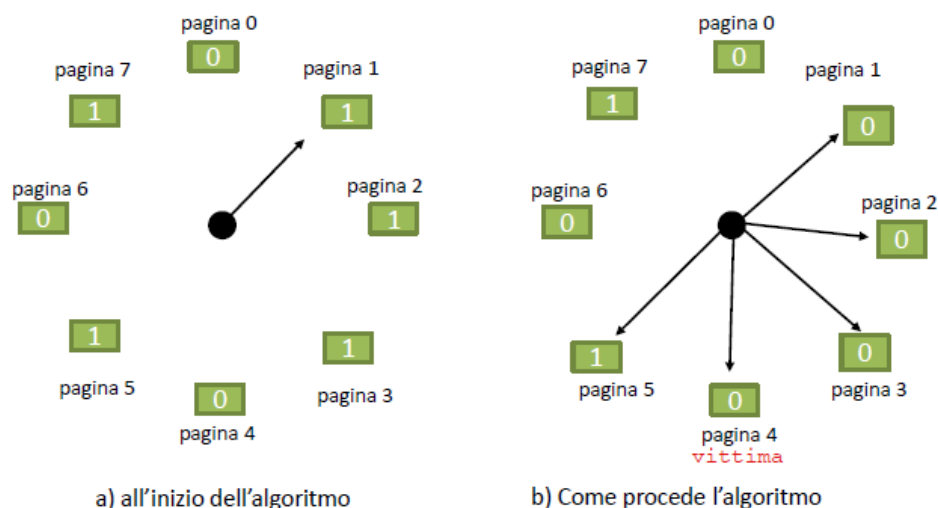 pagina 0
0
pagina 7
1
pagina 1
1
pagina 6
0
pagina 2
1
1
pagina 5
1
pagina 3
0
pagina 4
a) all'inizio dell'algoritmo
pagina 0
0
pagina 7
1
pagina 1
0
pagina 6
0
pagina 2
0
1
pagina 5
0
pagina 3
0
pagina 4
vittima
b) Come procede l'algoritmo